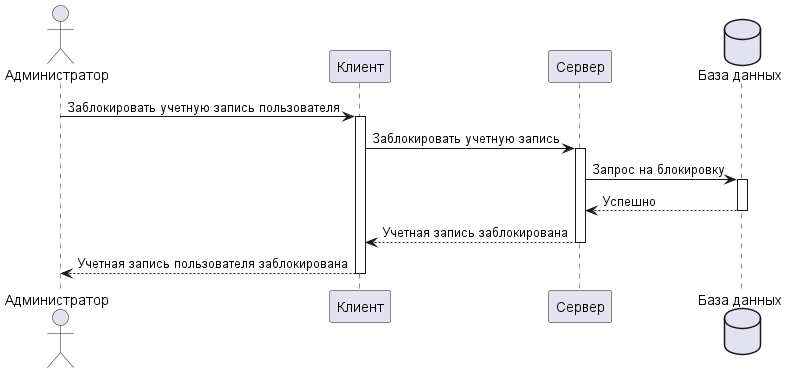 Администратор
Клиент
Сервер
База данных
Заблокировать учетную запись пользователя
Заблокировать учетную запись
Запрос на блокировку
Успешно
Учетная запись заблокирована
Учетная запись пользователя заблокирована
Администратор
Клиент
Сервер
База данных